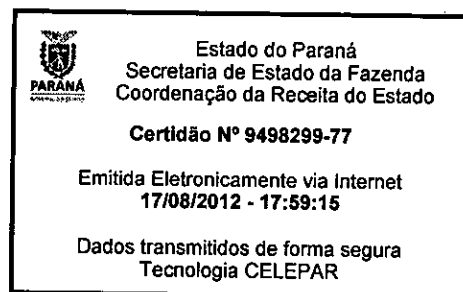 PARANÁ
Estado do Paraná
Secretaria de Estado da Fazenda
Coordenação da Receita do Estado
Certidão Nº 9498299-77
Emitida Eletronicamente via Internet
17/08/2012 - 17:59:15
Dados transmitidos de forma segura
Tecnologia CELEPAR